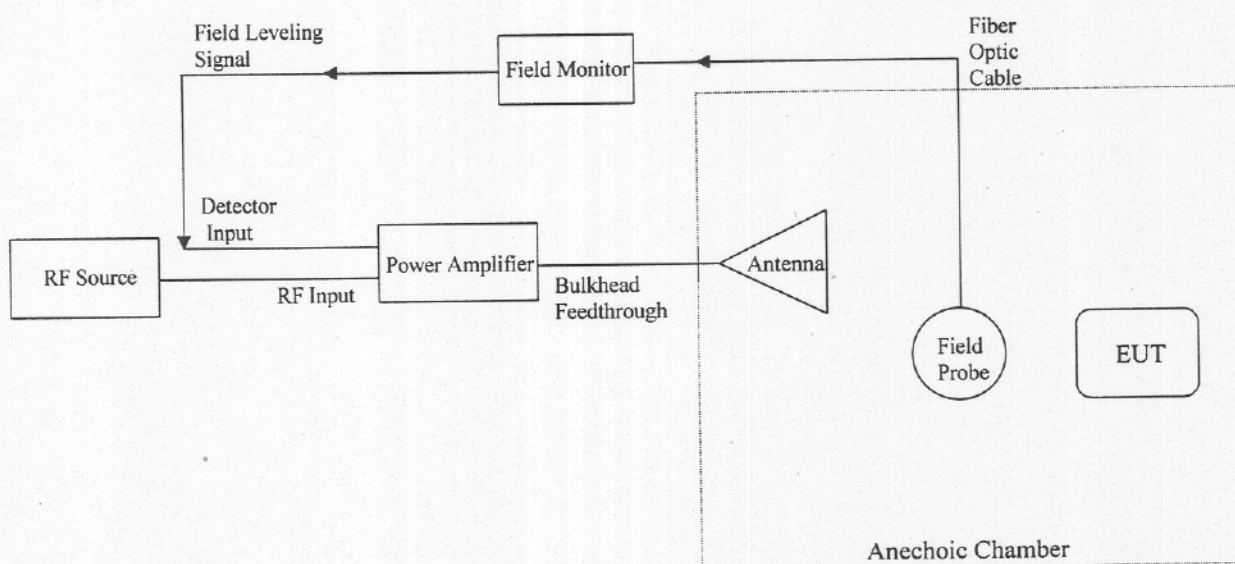 Field Leveling
Signal
Field Monitor
Fiber
Optic
Cable
Detector
Input
RF Source
Power Amplifier
RF Input
Bulkhead
Feedthrough
Antenna
Field
Probe
EUT
Anechoic Chamber